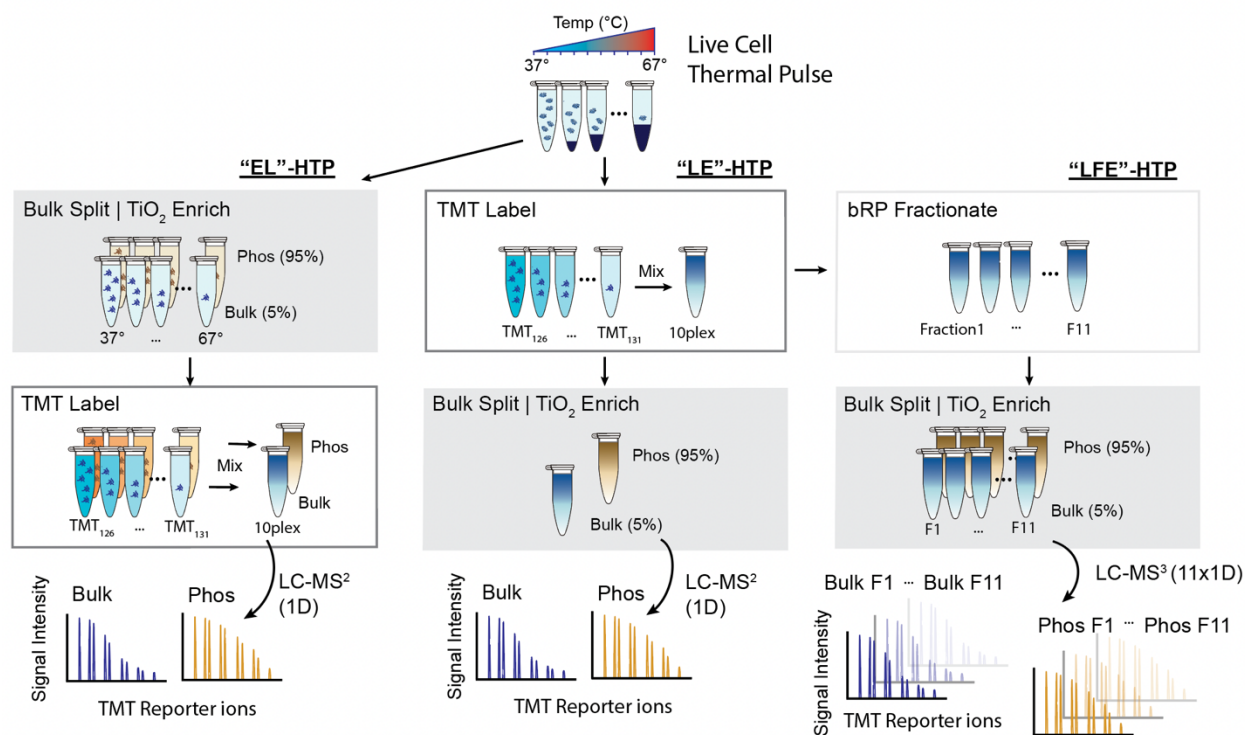 Temp (°C)
37°
67°
Live Cell
Thermal Pulse
...
"EL"-HTP
Bulk Split | TiO2 Enrich
Phos (95%)
...
Bulk (5%)
37°
...
67°
TMT Label
Phos
...
Mix
Bulk
TMT126
...
TMT131
10plex
LC-MS²
(1D)
Bulk
Phos
Signal Intensity
TMT Reporter ions
"LE"-HTP
TMT Label
...
Mix
TMT126
...
TMT131
10plex
Bulk Split | TiO2 Enrich
Phos (95%)
Bulk (5%)
LC-MS²
(1D)
Bulk
Phos
Signal Intensity
TMT Reporter ions
"LFE"-HTP
bRP Fractionate
...
Fraction1
...
F11
Bulk Split | TiO2 Enrich
Phos (95%)
...
...
Bulk (5%)
F1
...
F11
LC-MS³ (11x1D)
Bulk F1 ... Bulk F11
Phos F1 ... Phos F11
Signal Intensity
TMT Reporter ions